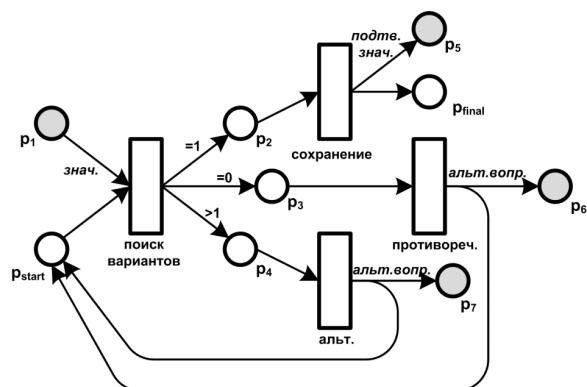 подтв.
знач.
p5
p1
=1
p2
pfinal
знач.
сохранение
=0
p3
альт.вопр.
p6
>1
поиск
вариантов
противореч.
pstart
p4
альт.вопр.
p7
альт.